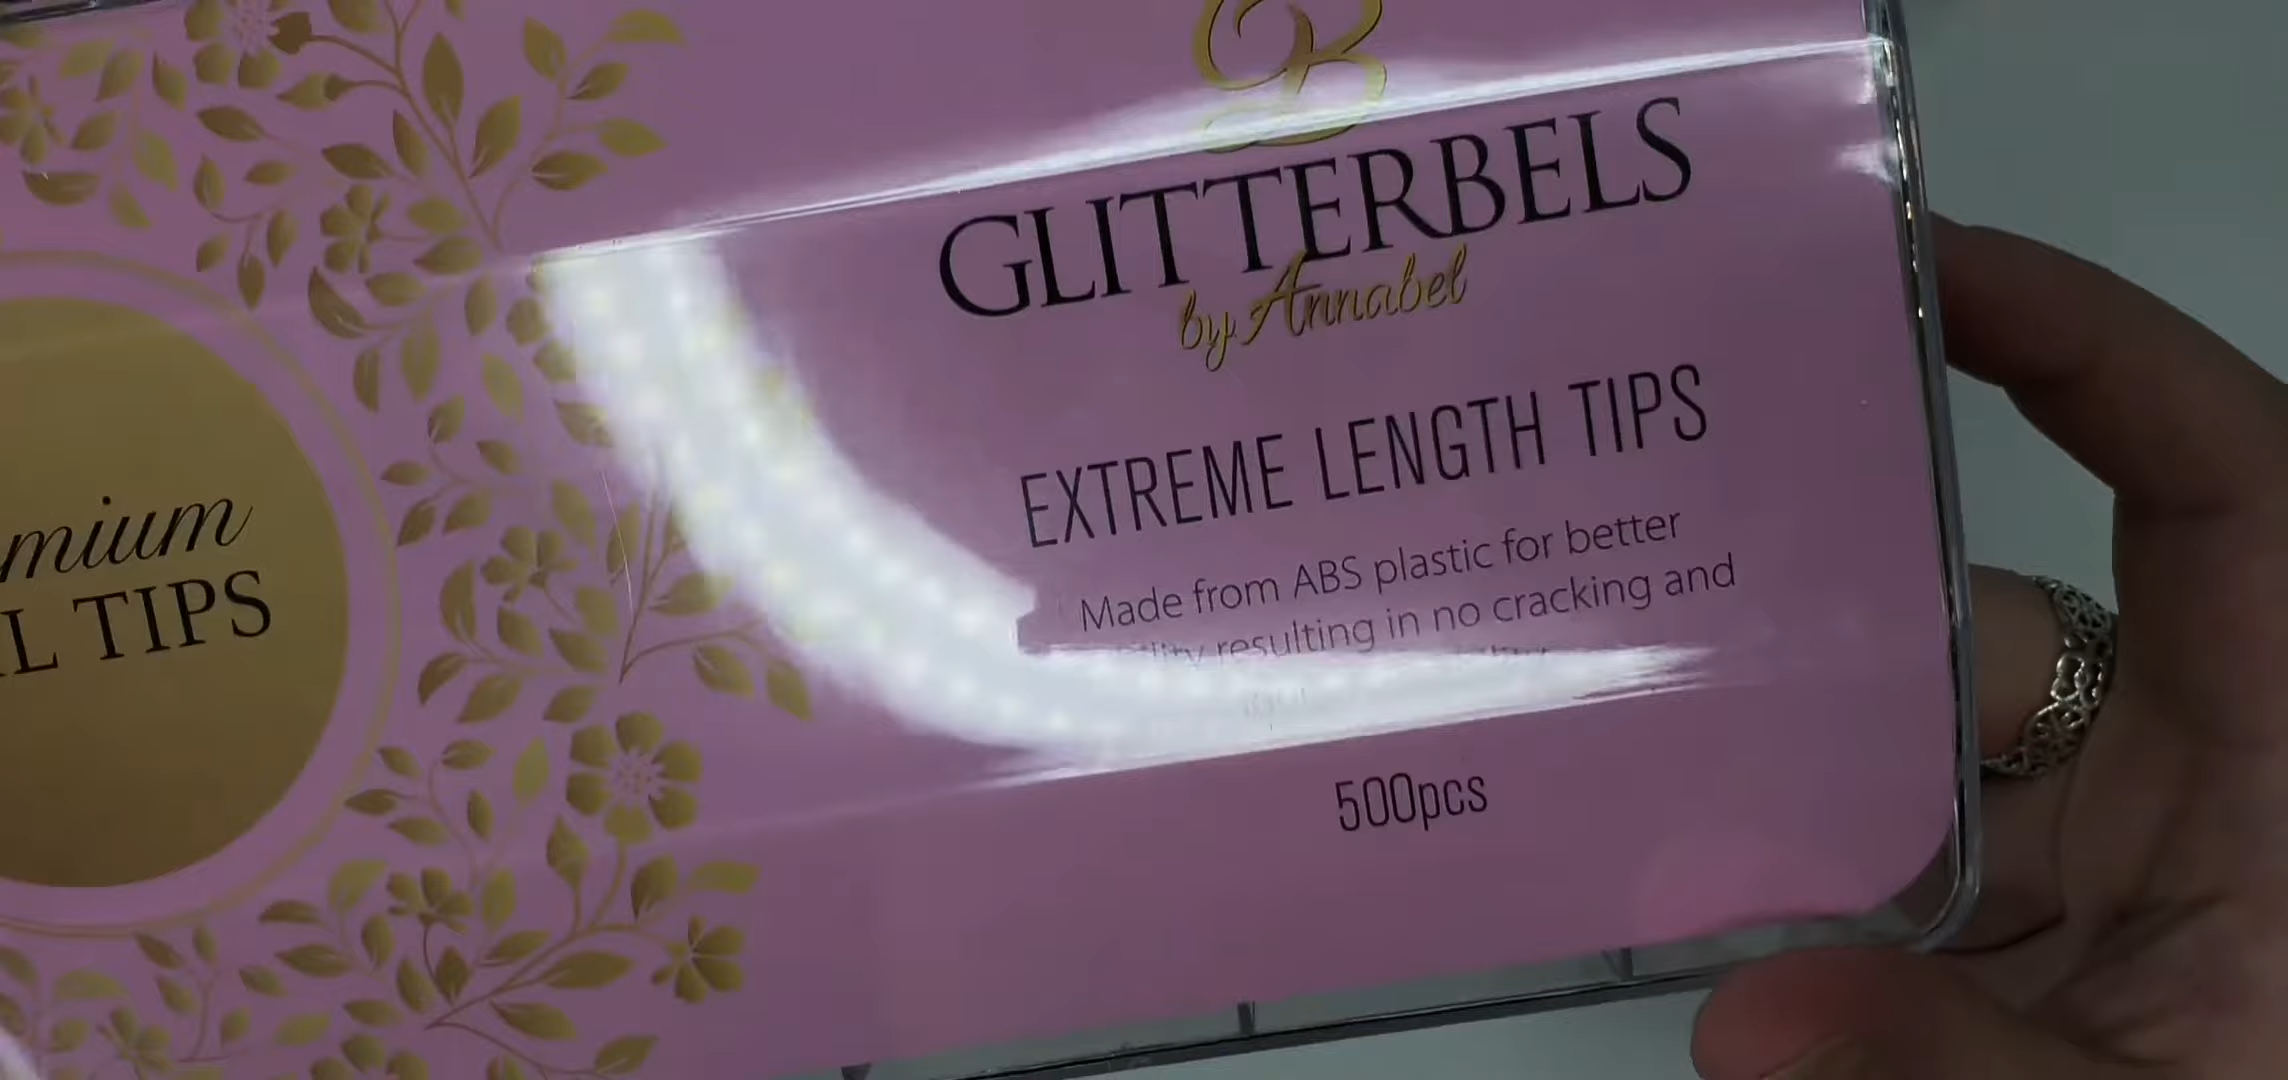 B
GLITTERBELS
by Annabel
EXTREME LENGTH TIPS
Made from ABS plastic for better
resulting in no cracking and
500pcs
mium
L TIPS